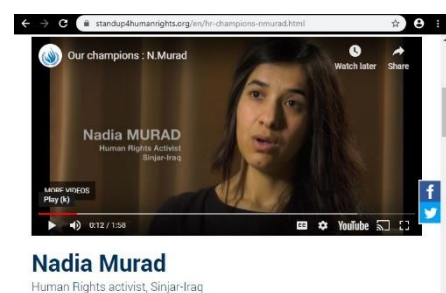 standup4humanrights.org/en/hr-champions-nmurad.html
Our champions : N.Murad
Watch later
Share
Nadia MURAD
Human Rights Activist
Sinjar-Iraq
MORE VIDEOS
Play (k)
0:12 / 1:58
CC
YouTube
f
Nadia Murad
Human Rights activist, Sinjar-Iraq